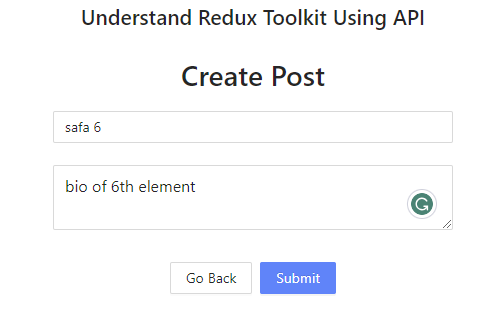 Understand Redux Toolkit Using API
Create Post
safa 6
bio of 6th element
Go Back Submit